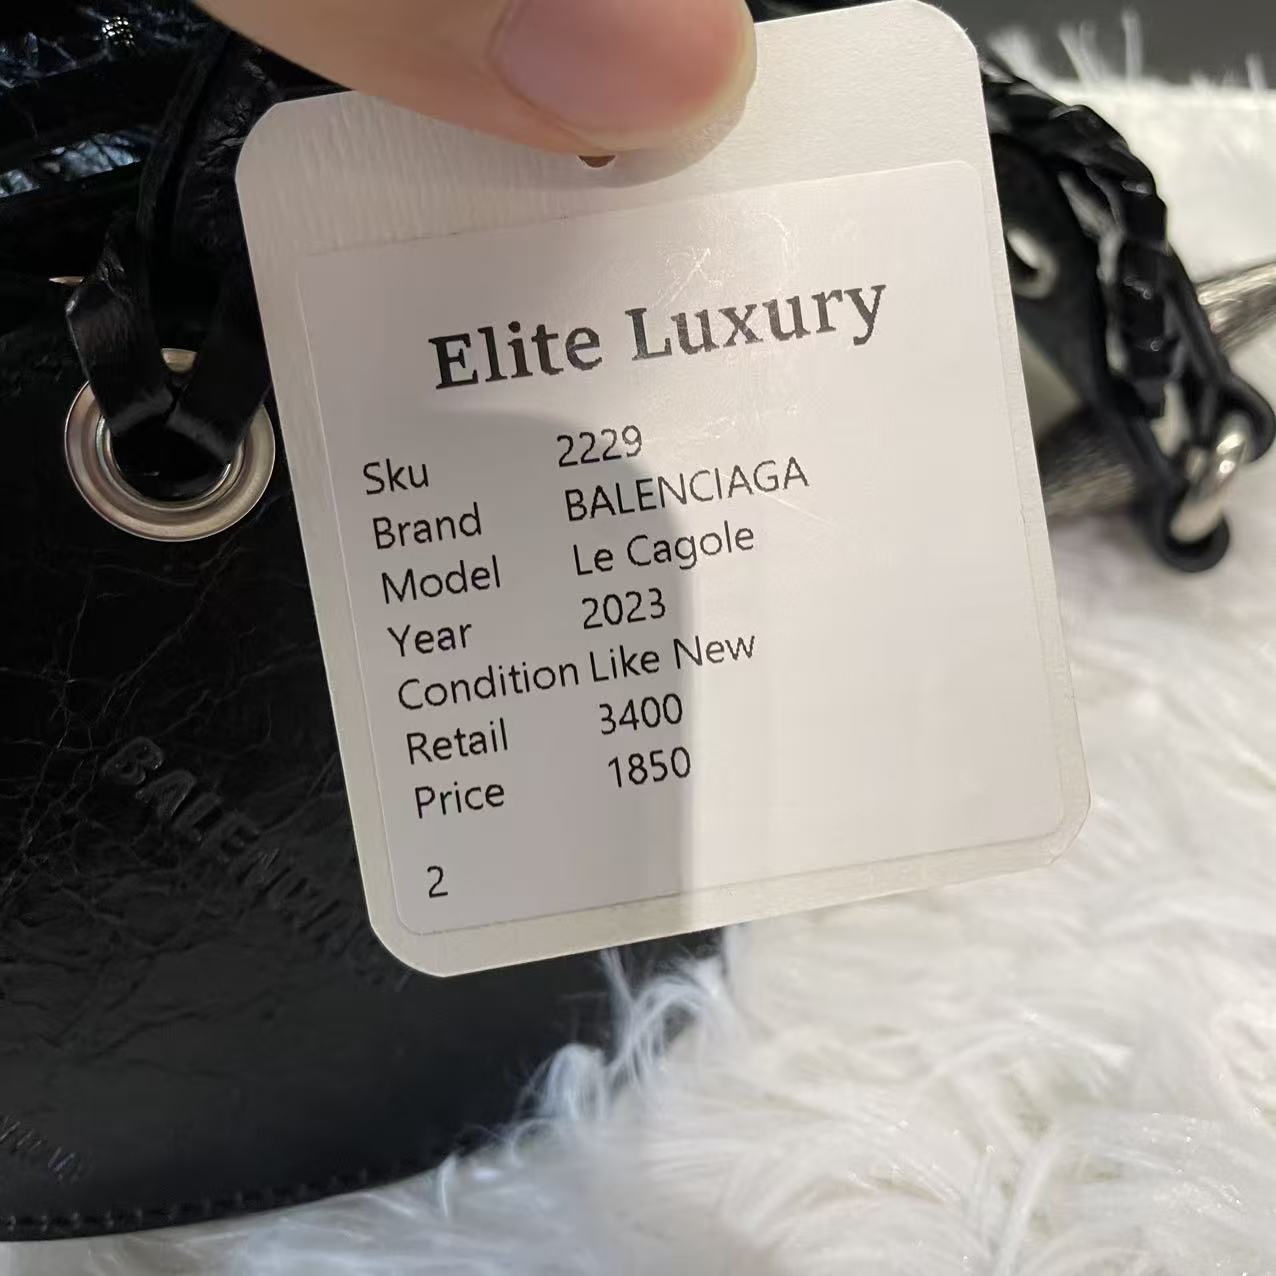 Elite Luxury
Sku 2229
Brand BALENCIAGA
Model Le Cagole
Year 2023
Condition Like New
Retail 3400
Price 1850
2